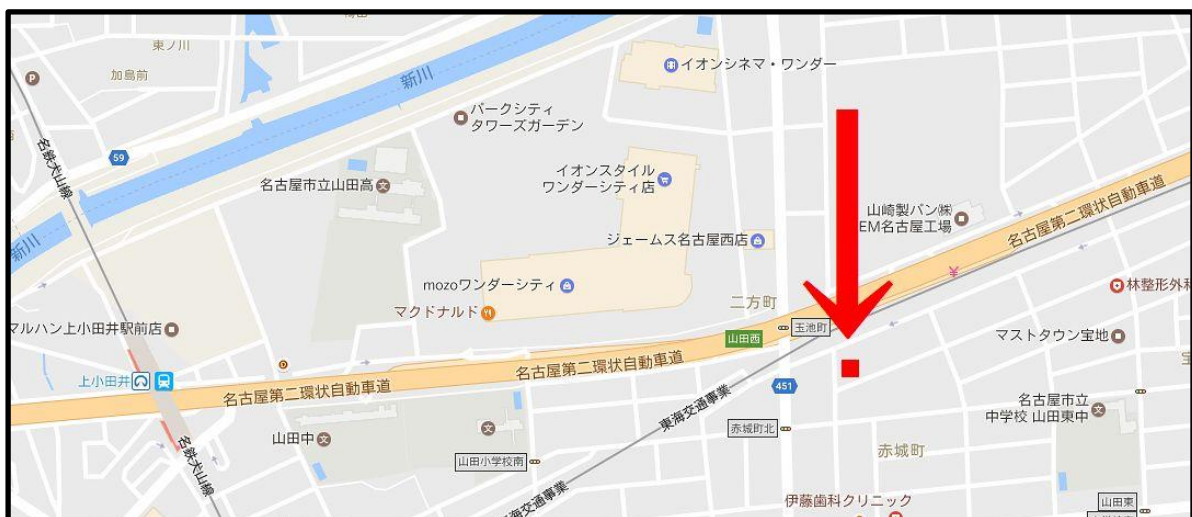 東ノ川
加島前
新川
イオンシネマ・ワンダー
パークシティ
タワーズガーデン
59
名鉄犬山線
名古屋市立山田高
イオンスタイル
ワンダーシティ店
山崎製パン㈱
EM名古屋工場
名古屋第二環状自動車道
新川
ジェームス名古屋西店
mozoワンダーシティ
¥
林整形外科
マクドナルド
二方町
マルハン上小田井駅前店
玉池町
山田西
マストタウン宝地
上小田井
名古屋第二環状自動車道
名古屋第二環状自動車道
451
東海交通事業
名古屋市立
中学校 山田東中
赤城町北
山田中
名鉄犬山線
山田小学校南
赤城町
東海交通事業
伊藤歯科クリニック
山田東